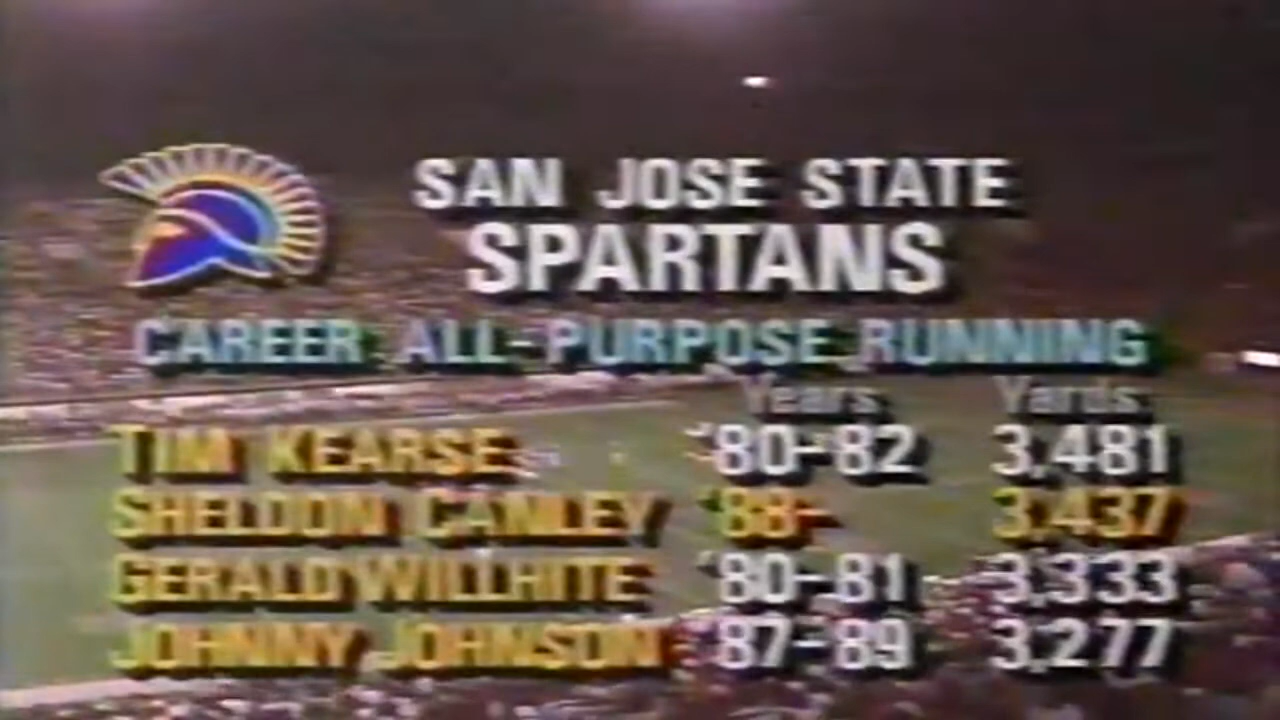 SAN JOSE STATE
SPARTANS
CAREER ALL-PURPOSE RUNNING
Years Yards
TIM KEARSE '80-'82 3,481
SHELDON CANLEY '88- 3,437
GERALD WILLHITE '80-'81 3,333
JOHNNY JOHNSON '87-'89 3,277